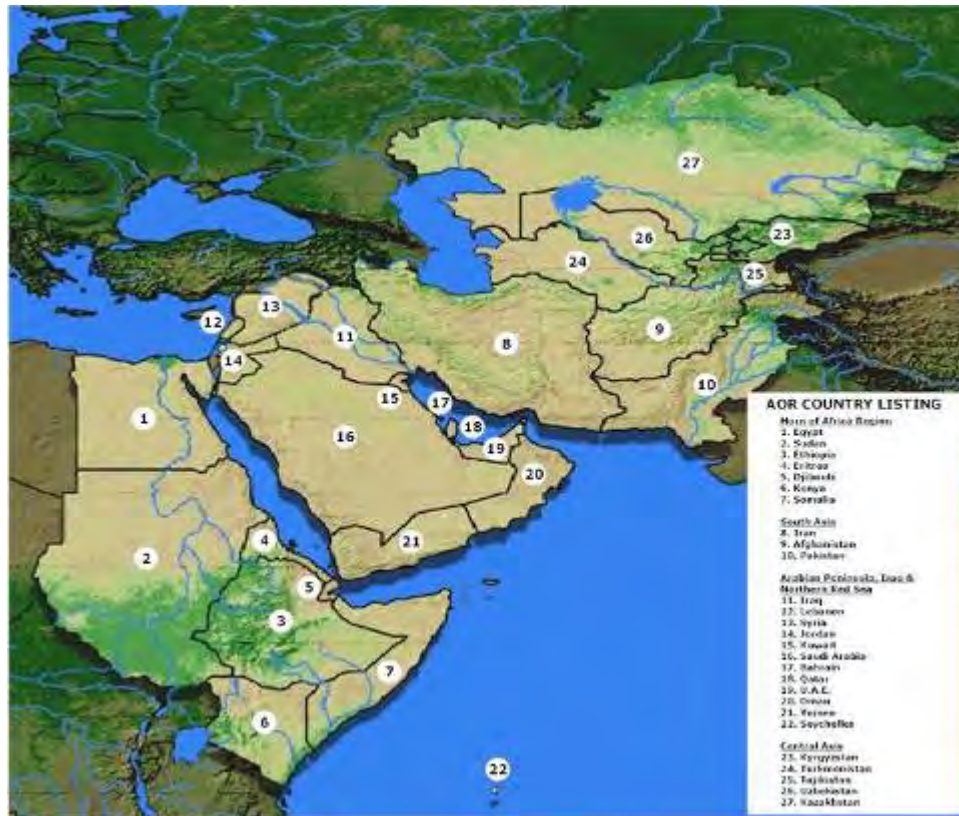 27
23
26
24
25
13
12
11
9
8
14
10
15
17
1
18
16
19
20
21
4
2
5
3
7
6
22
AOR COUNTRY LISTING
Horn of Africa Region
1. Egypt
2. Sudan
3. Ethiopia
4. Eritrea
5. Djibouti
6. Kenya
7. Somalia
South Asia
8. Iran
9. Afghanistan
10. Pakistan
Arabian Peninsula, Iraq &
Northern Red Sea
11. Iraq
12. Lebanon
13. Syria
14. Jordan
15. Kuwait
16. Saudi Arabia
17. Bahrain
18. Qatar
19. U.A.E.
20. Oman
21. Yemen
22. Seychelles
Central Asia
23. Kyrgyzstan
24. Turkmenistan
25. Tajikistan
26. Uzbekistan
27. Kazakhstan